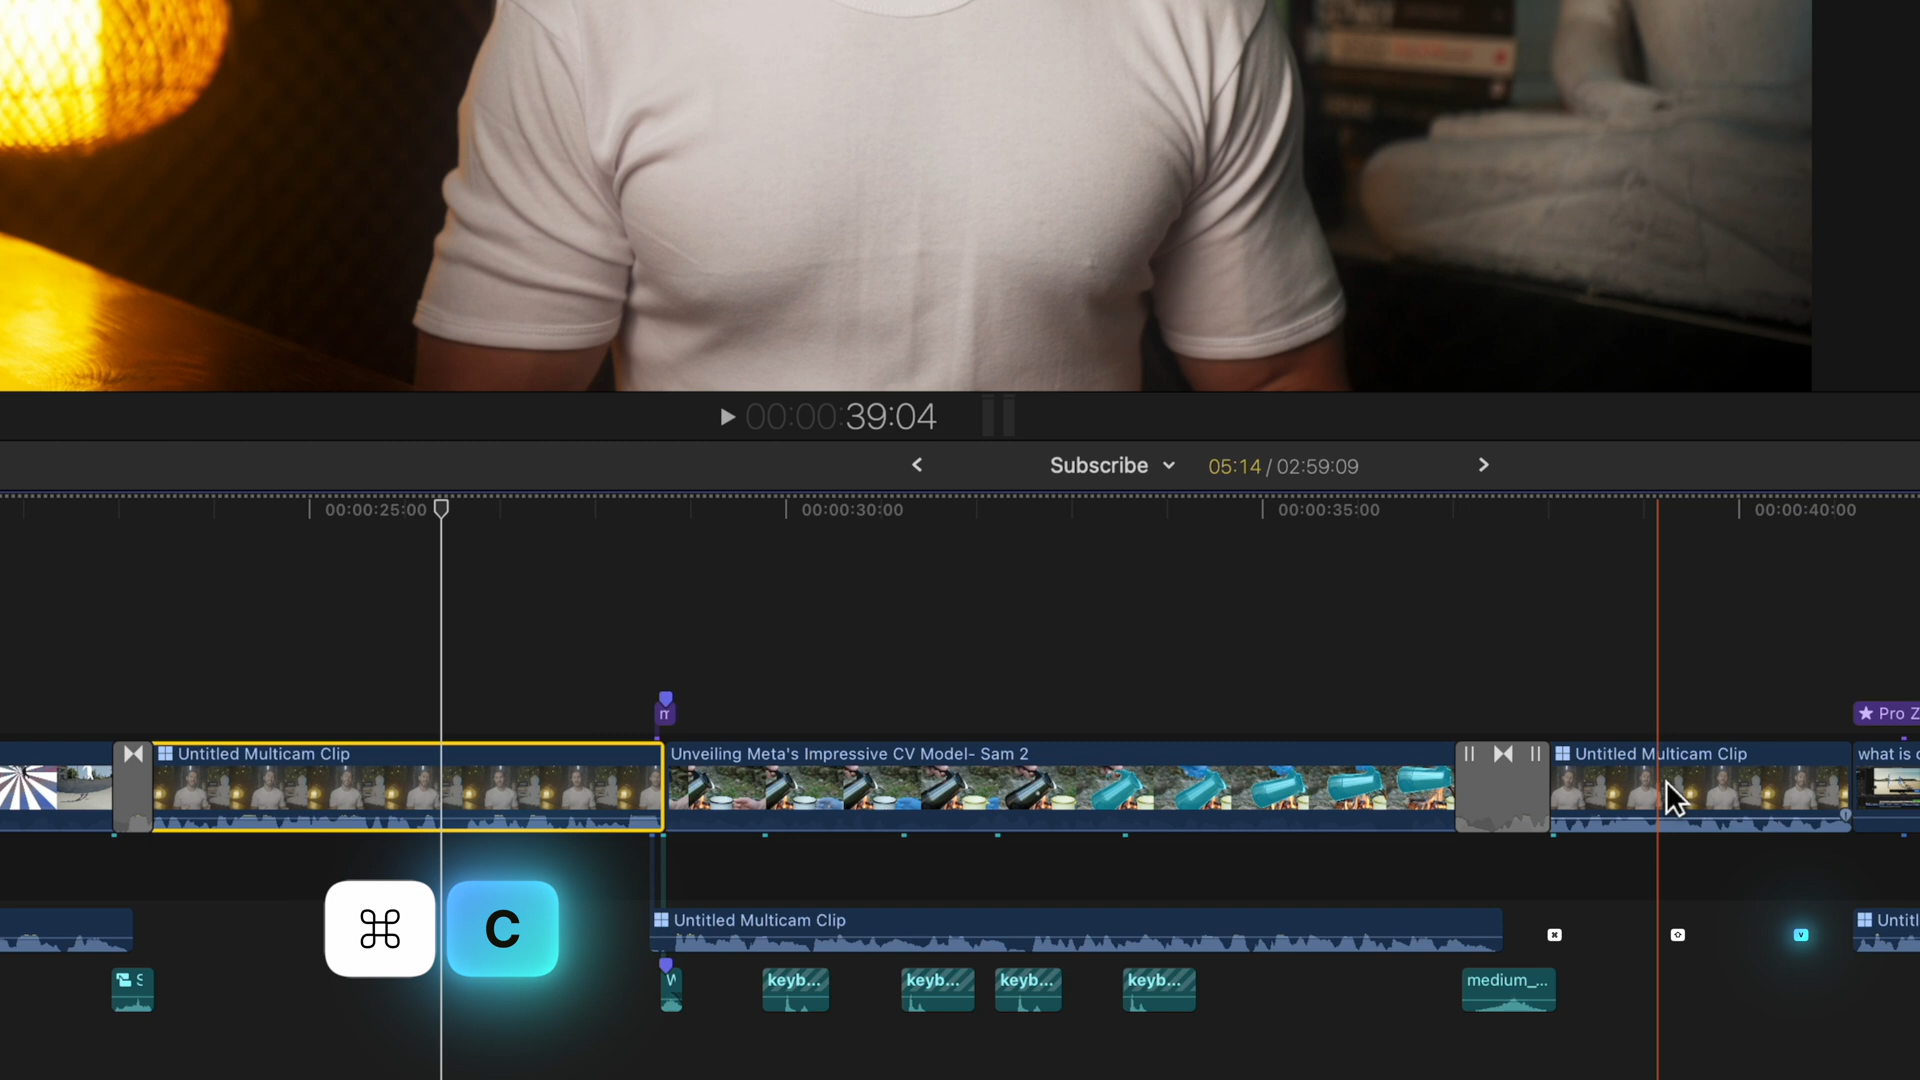 00:00:39:04
Subscribe 05:14 / 02:59:09
00:00:25:00 00:00:30:00 00:00:35:00 00:00:40:00
Pro Z
Untitled Multicam Clip Unveiling Meta's Impressive CV Model- Sam 2 Untitled Multicam Clip what is c
⌘ C
Untitled Multicam Clip Untitl
S W keyb... keyb... keyb... keyb... medium_...